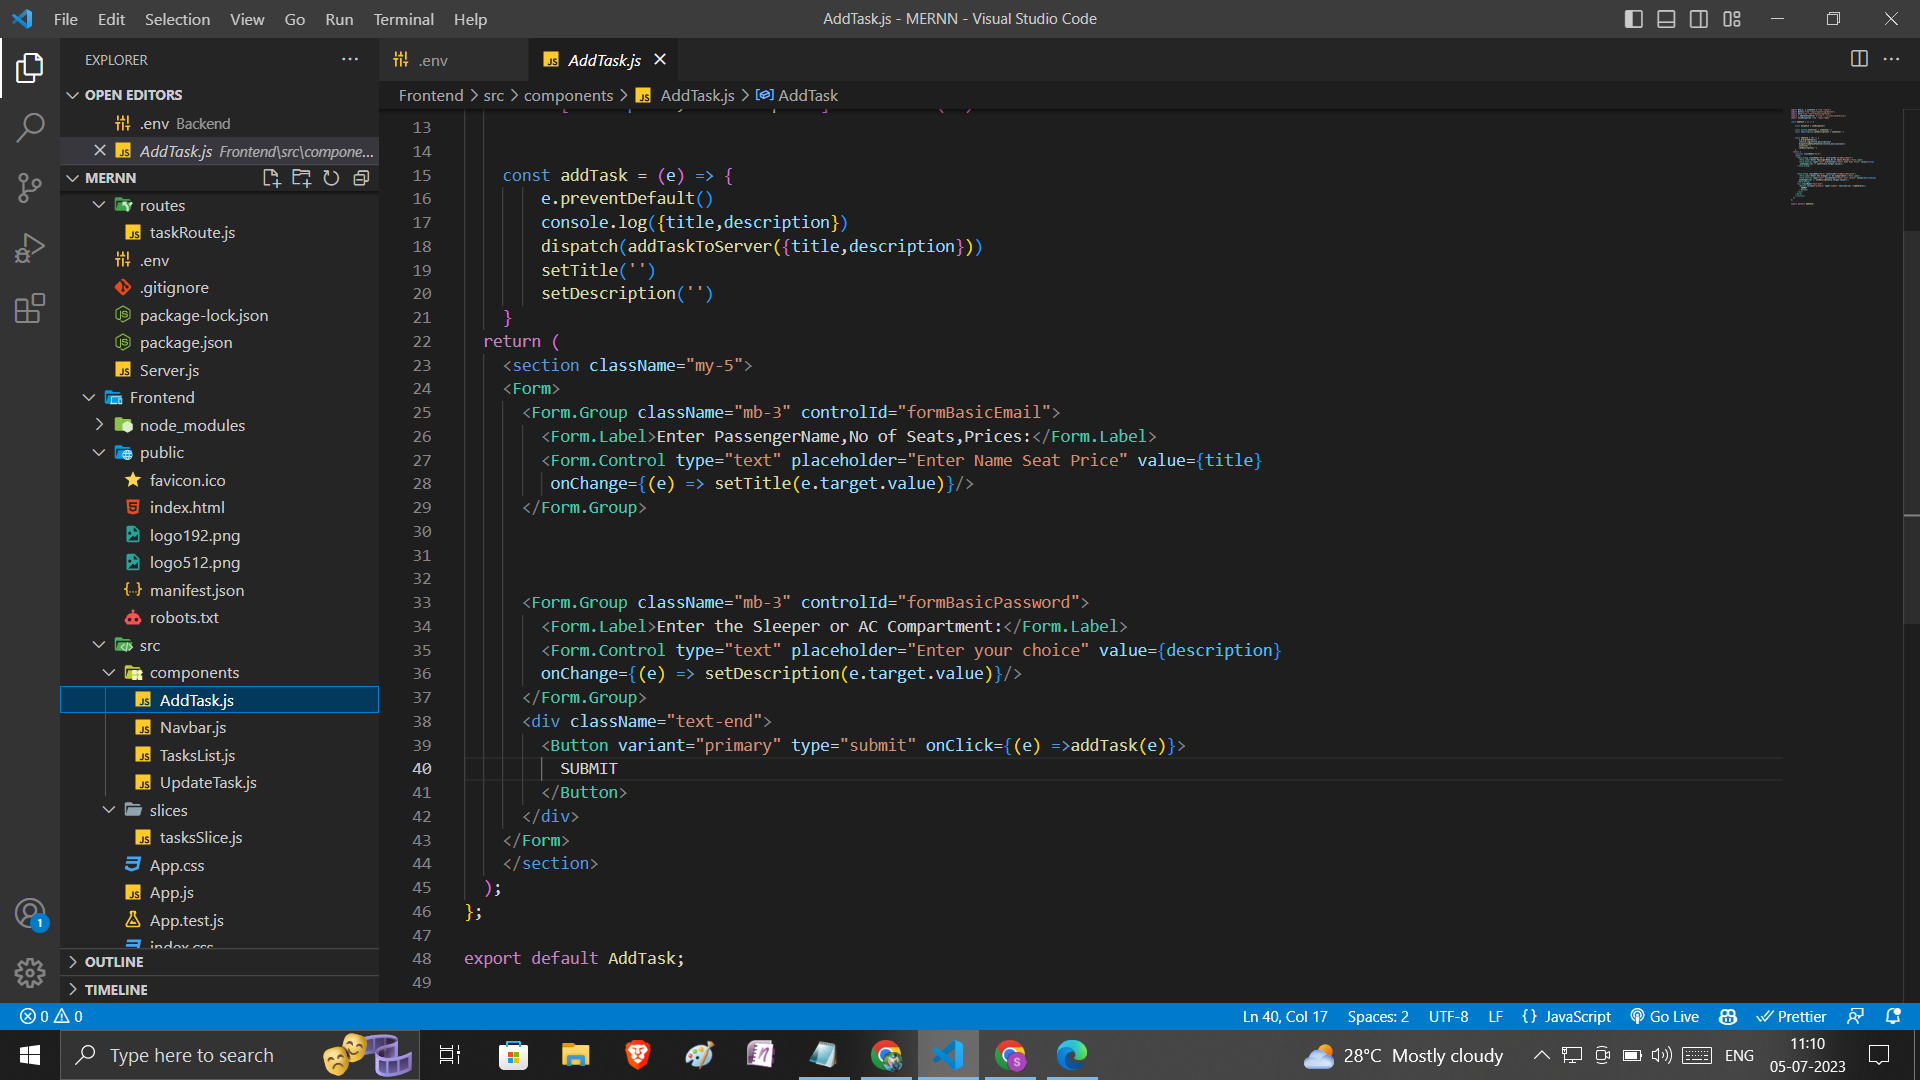 File Edit Selection View Go Run Terminal Help
AddTask.js - MERNN - Visual Studio Code
EXPLORER
OPEN EDITORS
.env Backend
AddTask.js Frontend\src\compone...
MERNN
routes
taskRoute.js
.env
.gitignore
package-lock.json
package.json
Server.js
Frontend
node_modules
public
favicon.ico
index.html
logo192.png
logo512.png
manifest.json
robots.txt
src
components
AddTask.js
Navbar.js
TasksList.js
UpdateTask.js
slices
tasksSlice.js
App.css
App.js
App.test.js
index.css
OUTLINE
TIMELINE
.env
AddTask.js
Frontend > src > components > AddTask.js > AddTask
13
14
15 const addTask = (e) => {
16 e.preventDefault()
17 console.log({title,description})
18 dispatch(addTaskToServer({title,description}))
19 setTitle('')
20 setDescription('')
21 }
22 return (
23 <section className="my-5">
24 <Form>
25 <Form.Group className="mb-3" controlId="formBasicEmail">
26 <Form.Label>Enter PassengerName,No of Seats,Prices:</Form.Label>
27 <Form.Control type="text" placeholder="Enter Name Seat Price" value={title}
28 onChange={(e) => setTitle(e.target.value)}/>
29 </Form.Group>
30
31
32
33 <Form.Group className="mb-3" controlId="formBasicPassword">
34 <Form.Label>Enter the Sleeper or AC Compartment:</Form.Label>
35 <Form.Control type="text" placeholder="Enter your choice" value={description}
36 onChange={(e) => setDescription(e.target.value)}/>
37 </Form.Group>
38 <div className="text-end">
39 <Button variant="primary" type="submit" onClick={(e) =>addTask(e)}>
40 SUBMIT
41 </Button>
42 </div>
43 </Form>
44 </section>
45 );
46 };
47
48 export default AddTask;
49
0 0
Ln 40, Col 17 Spaces: 2 UTF-8 LF {} JavaScript Go Live Prettier
Type here to search
28°C Mostly cloudy
ENG
11:10
05-07-2023
1